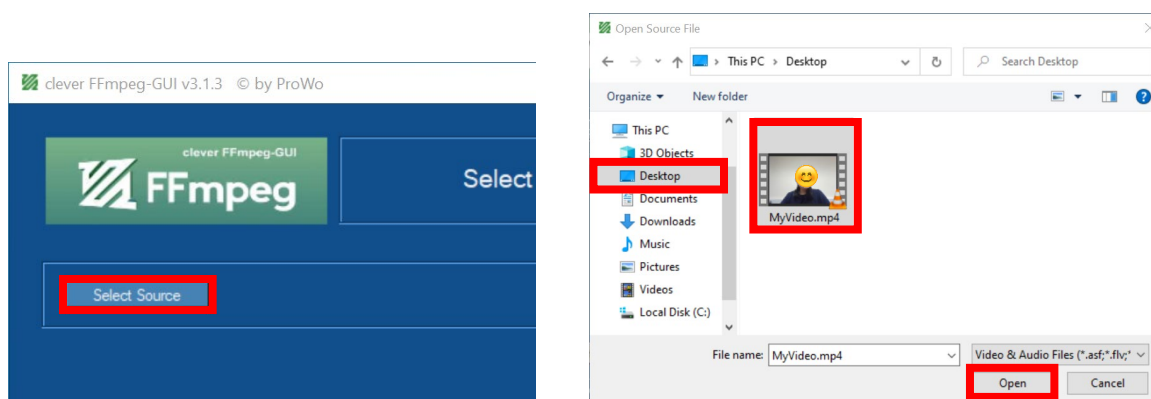 clever FFmpeg-GUI v3.1.3 © by ProWo
clever FFmpeg-GUI
FFmpeg
Select
Select Source
Open Source File
This PC > Desktop
Search Desktop
Organize
New folder
This PC
3D Objects
Desktop
Documents
Downloads
Music
Pictures
Videos
Local Disk (C:)
MyVideo.mp4
File name: MyVideo.mp4
Video & Audio Files (*.asf;*.flv;*
Open
Cancel